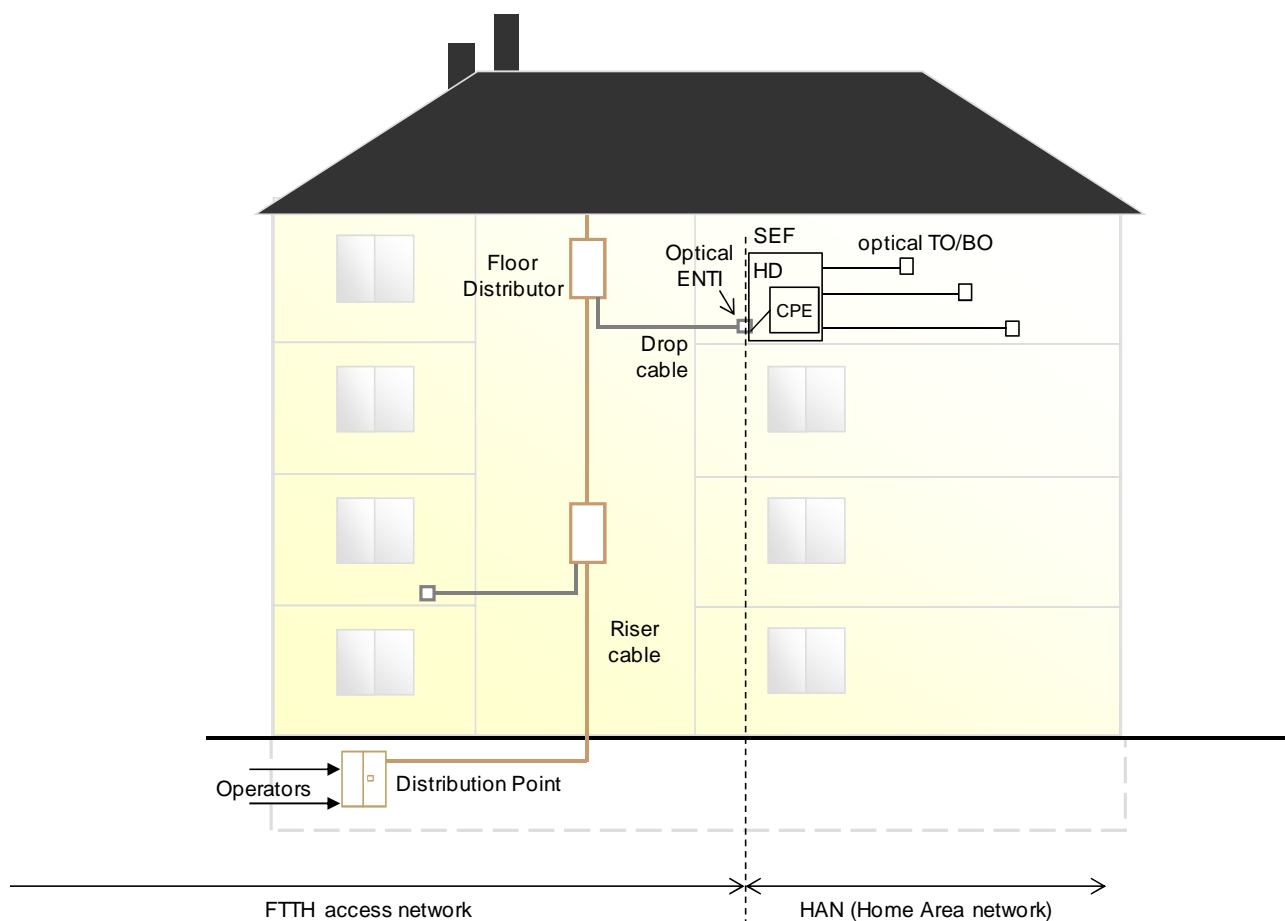 SEF
optical TO/BO
Optical
ENTI
HD
Floor
Distributor
CPE
Drop
cable
Riser
cable
Distribution Point
Operators
FTTH access network
HAN (Home Area network)